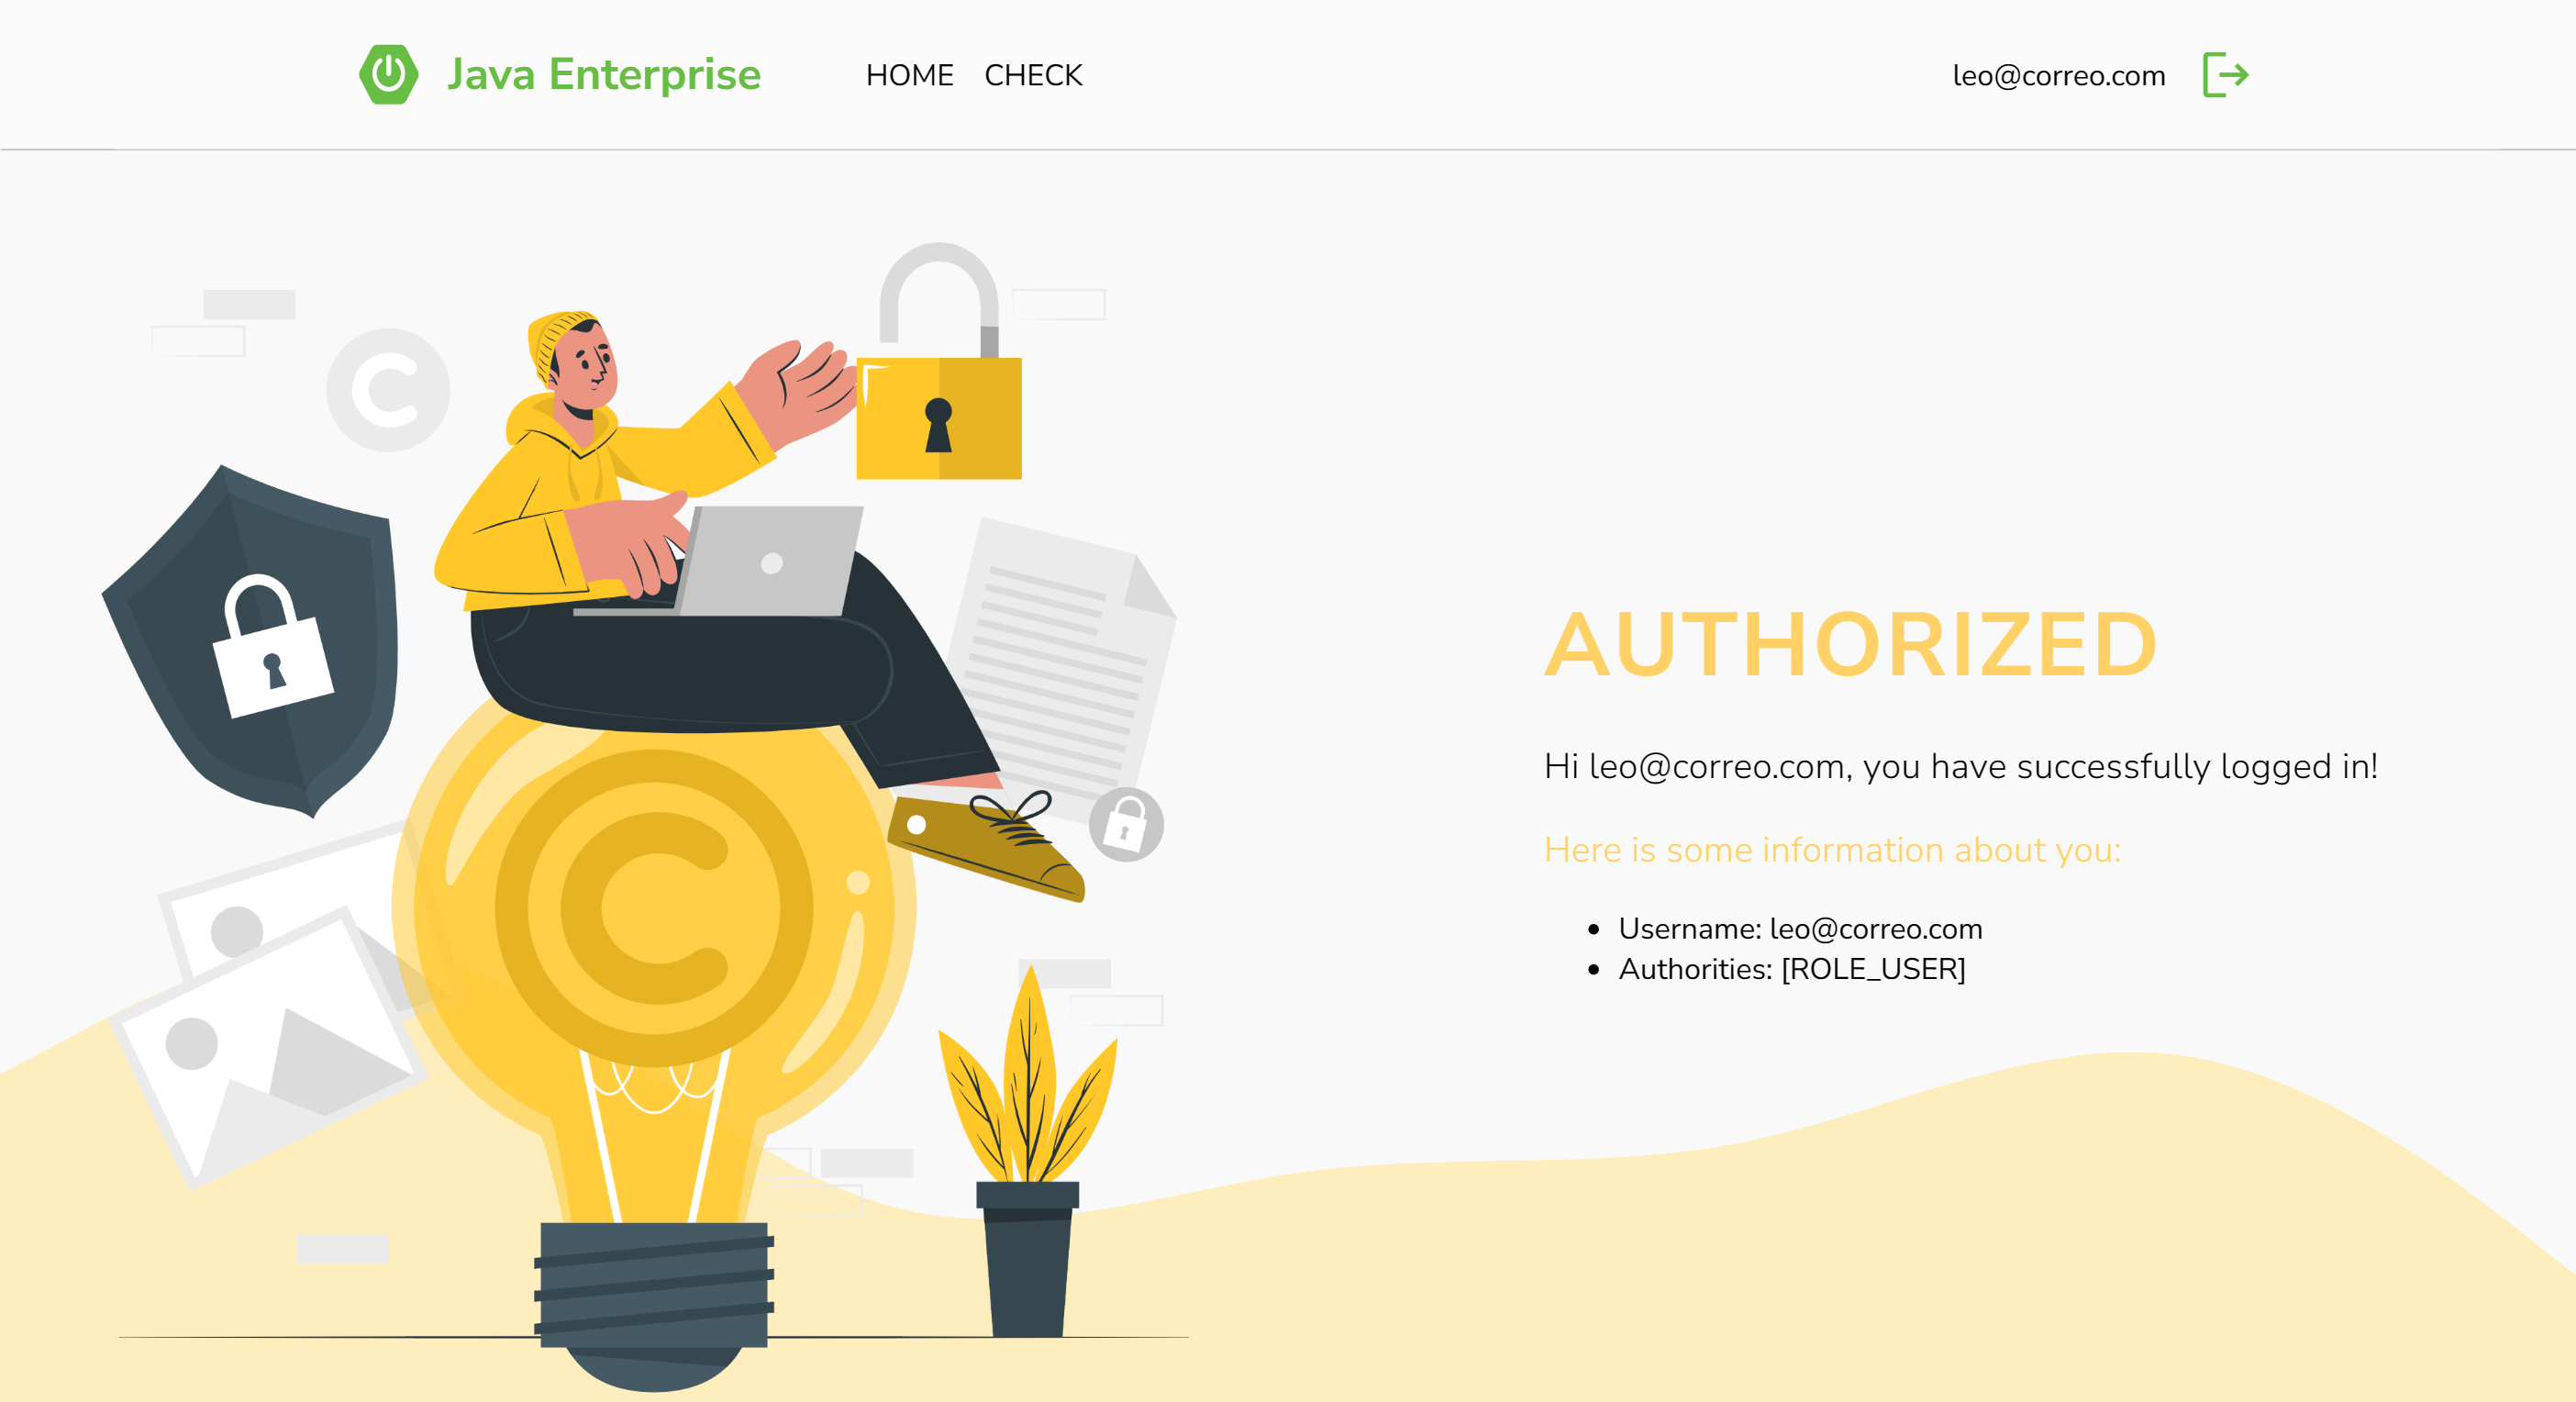 Java Enterprise
HOME CHECK
leo@correo.com
AUTHORIZED
Hi leo@correo.com, you have successfully logged in!
Here is some information about you:
Username: leo@correo.com
Authorities: [ROLE_USER]